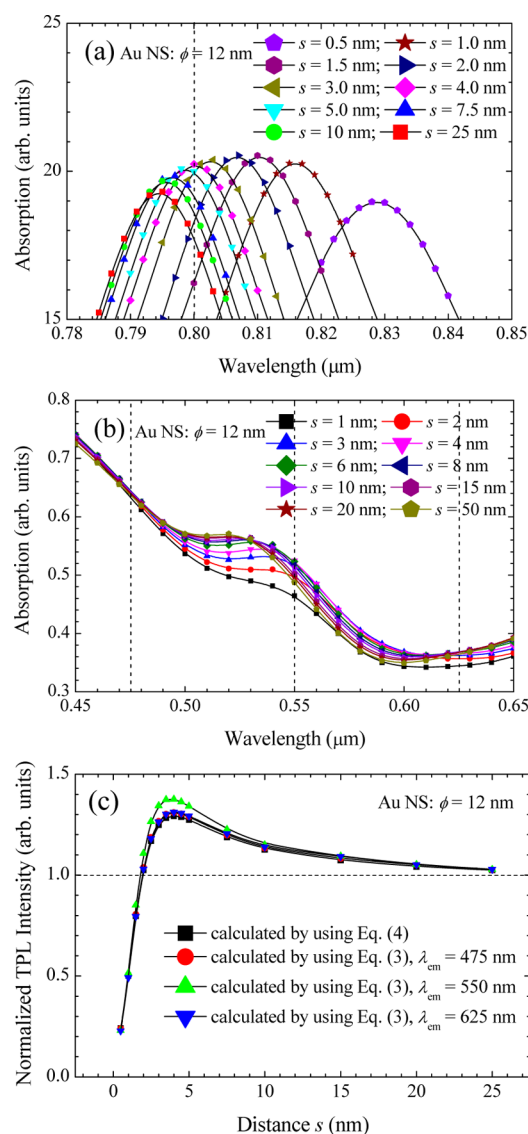 25
(a)
Au NS: ϕ = 12 nm
s = 0.5 nm; s = 1.0 nm
s = 1.5 nm; s = 2.0 nm
s = 3.0 nm; s = 4.0 nm
s = 5.0 nm; s = 7.5 nm
s = 10 nm; s = 25 nm
20
15
Absorption (arb. units)
0.78 0.79 0.80 0.81 0.82 0.83 0.84 0.85
Wavelength (μm)
0.8
(b)
Au NS: ϕ = 12 nm
s = 1 nm; s = 2 nm
s = 3 nm; s = 4 nm
s = 6 nm; s = 8 nm
s = 10 nm; s = 15 nm
s = 20 nm; s = 50 nm
0.7
0.6
0.5
0.4
0.3
Absorption (arb. units)
0.45 0.50 0.55 0.60 0.65
Wavelength (μm)
1.5
(c)
Au NS: ϕ = 12 nm
1.0
0.5
0.0
Normalized TPL Intensity (arb. units)
calculated by using Eq. (4)
calculated by using Eq. (3), λem = 475 nm
calculated by using Eq. (3), λem = 550 nm
calculated by using Eq. (3), λem = 625 nm
0 5 10 15 20 25
Distance s (nm)